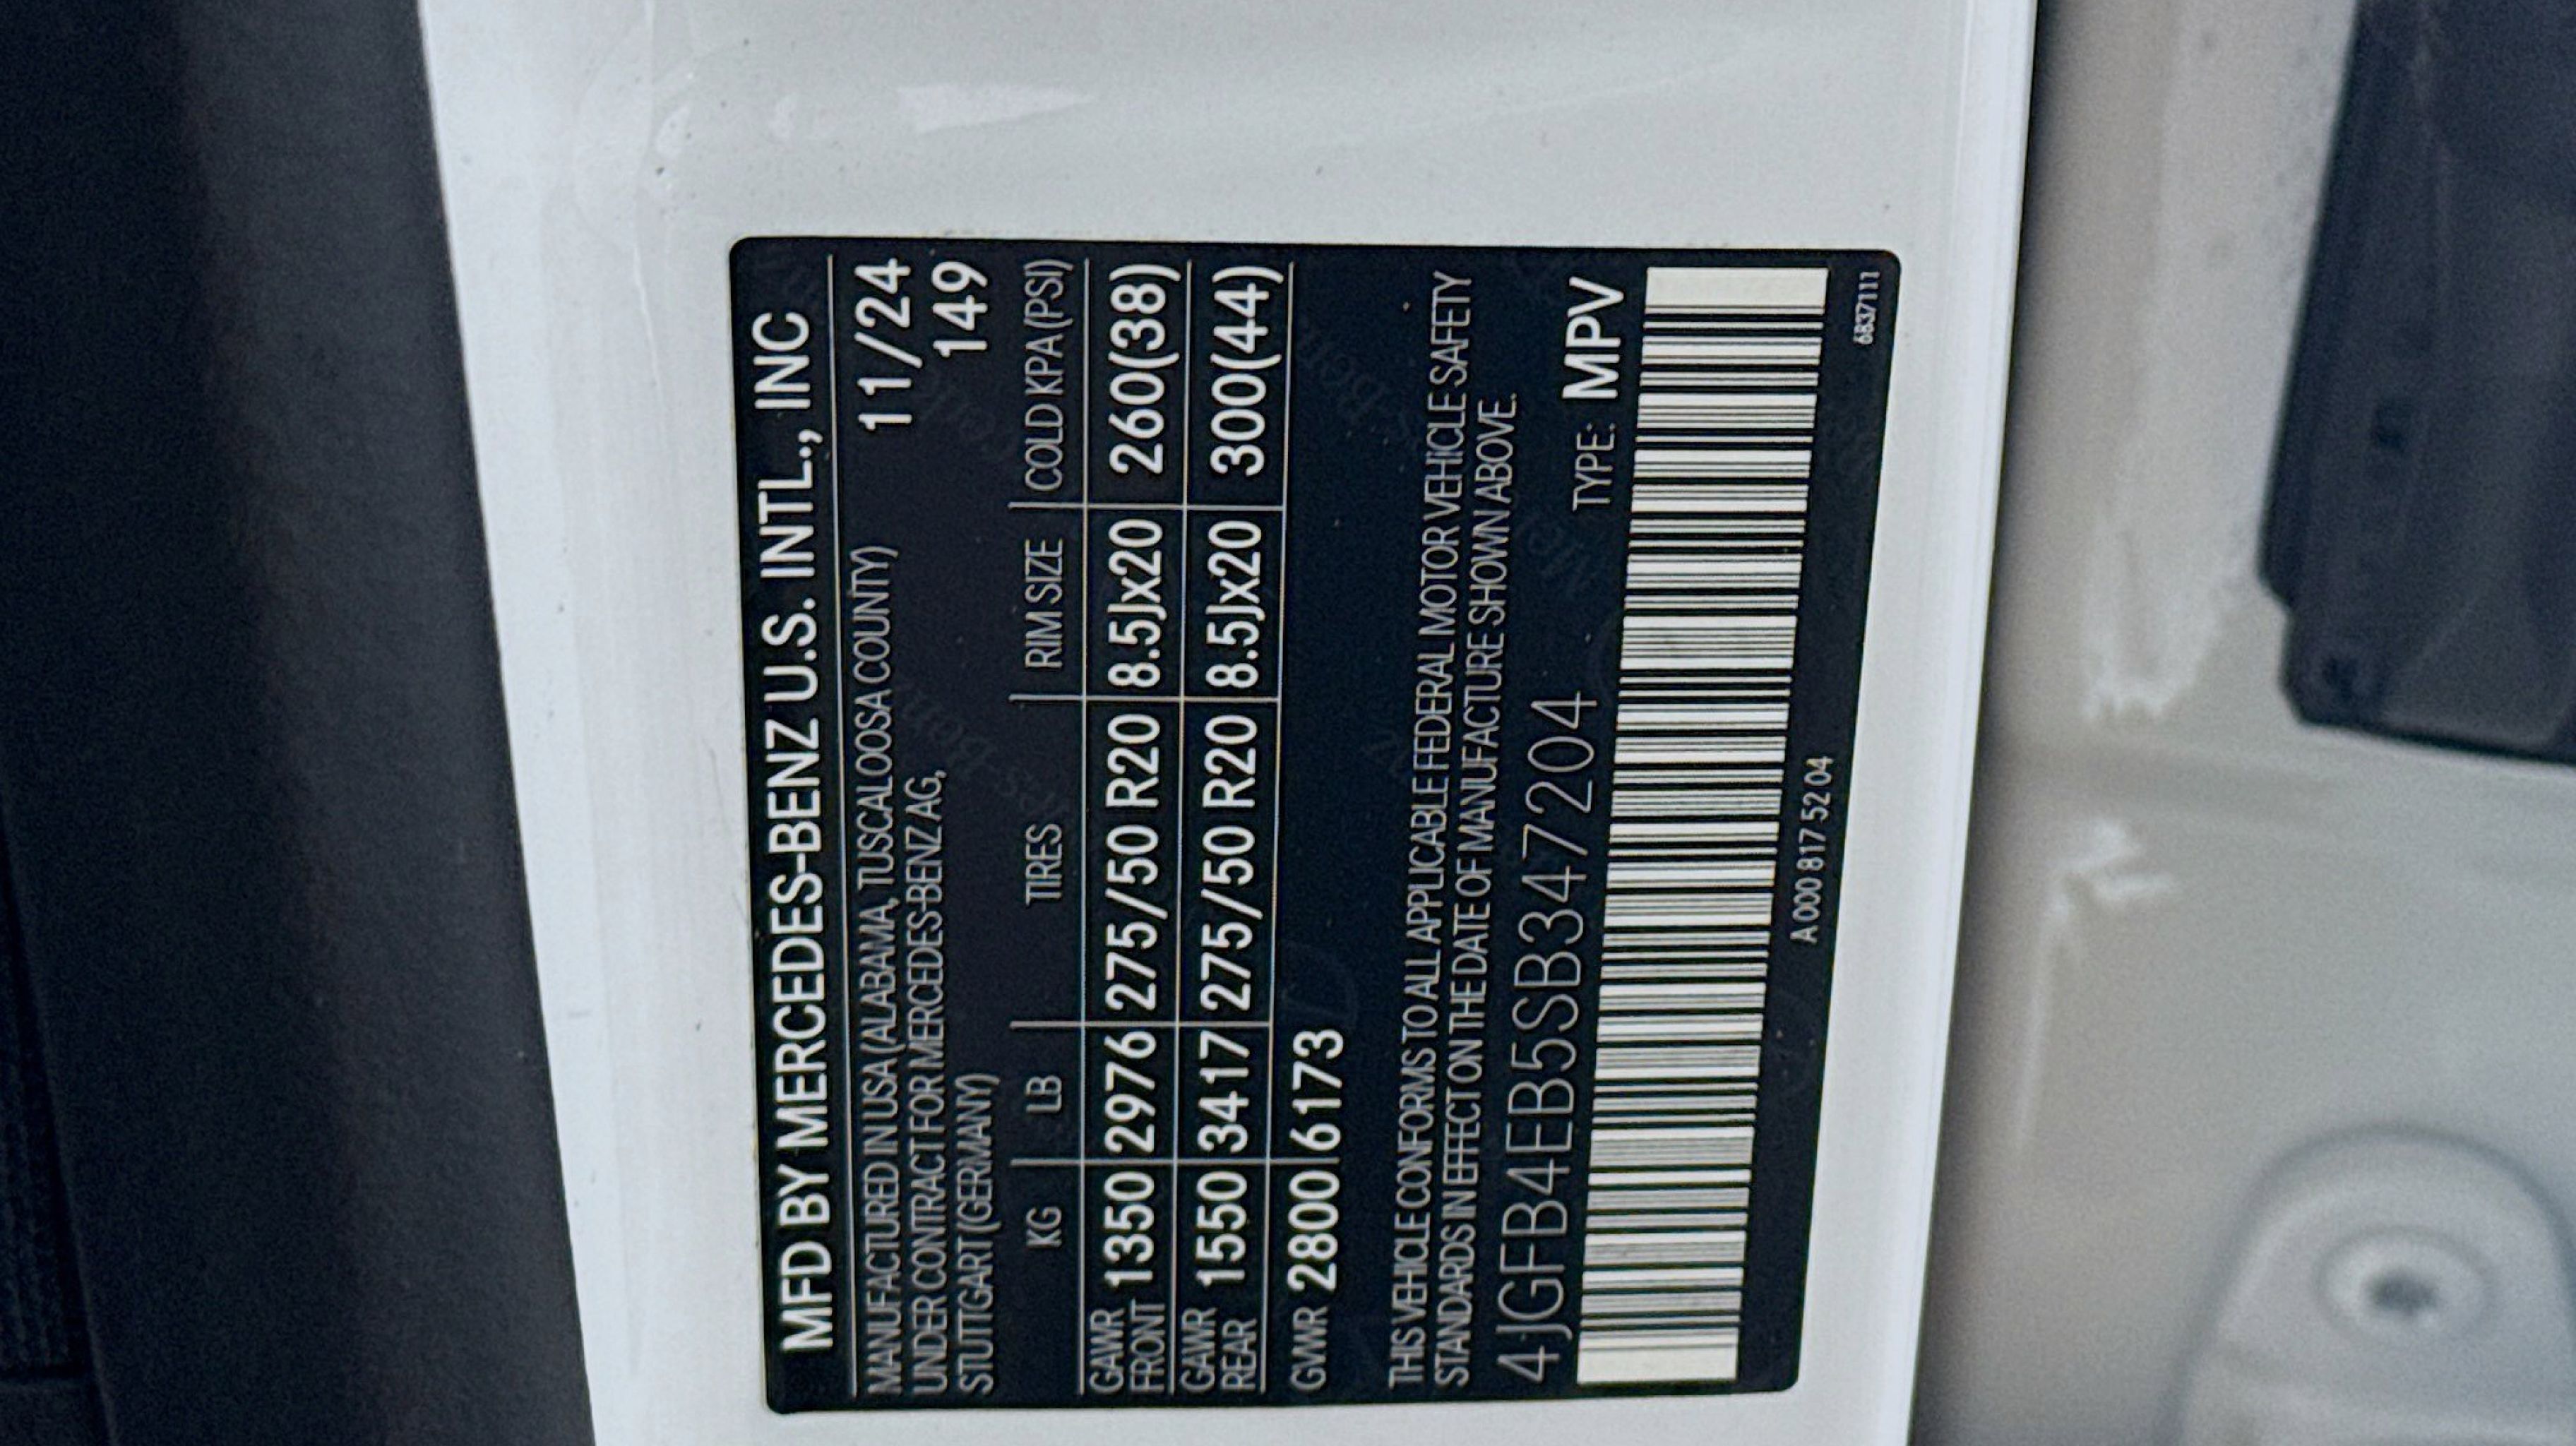 MFD BY MERCEDES-BENZ U.S. INTL., INC
MANUFACTURED IN USA (ALABAMA, TUSCALOOSA COUNTY) 11/24
UNDER CONTRACT FOR MERCEDES-BENZ AG, 149
STUTTGART (GERMANY)
KG LB TIRES RIM SIZE COLD KPA (PSI)
GAWR FRONT 1350 2976 275/50 R20 8.5Jx20 260(38)
GAWR REAR 1550 3417 275/50 R20 8.5Jx20 300(44)
GVWR 2800 6173
THIS VEHICLE CONFORMS TO ALL APPLICABLE FEDERAL MOTOR VEHICLE SAFETY
STANDARDS IN EFFECT ON THE DATE OF MANUFACTURE SHOWN ABOVE.
4JGFB4EB5SB347204 TYPE: MPV
A 000 817 52 04
6837111